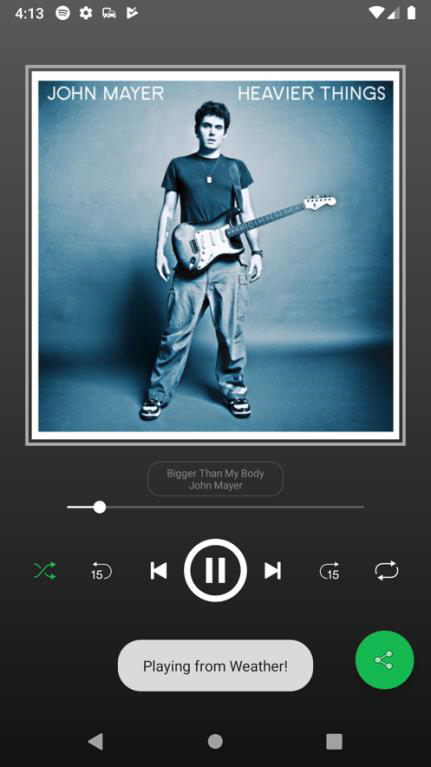 4:13
JOHN MAYER HEAVIER THINGS
Bigger Than My Body
John Mayer
15
15
Playing from Weather!